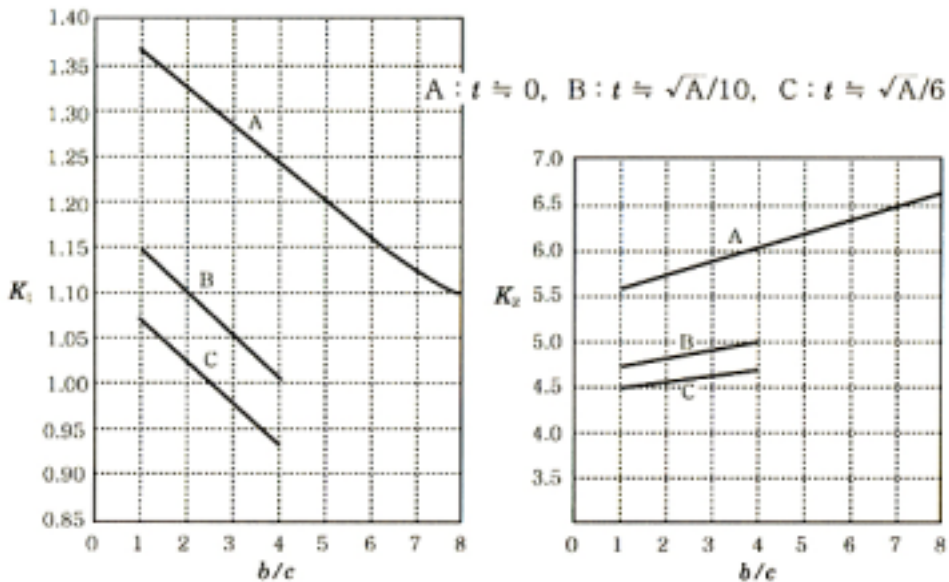 1.40
1.35
1.30
1.25
1.20
1.15
1.10
1.05
1.00
0.95
0.90
0.85
K₁
A
B
C
0 1 2 3 4 5 6 7 8
b/c
A : t ≒ 0, B : t ≒ √A/10, C : t ≒ √A/6
7.0
6.5
6.0
5.5
5.0
4.5
4.0
3.5
K₂
A
B
C
0 1 2 3 4 5 6 7 8
b/c